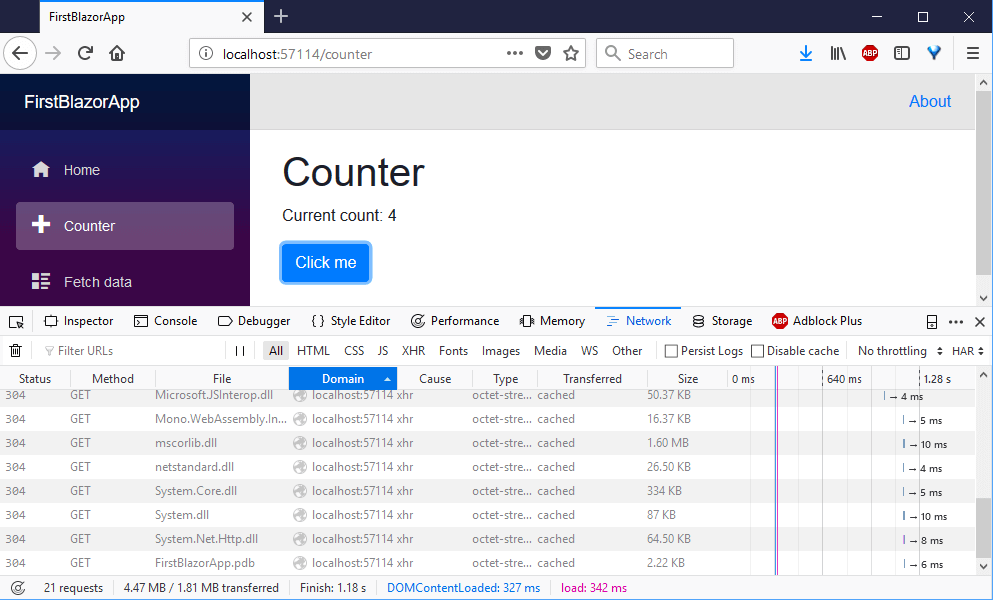 FirstBlazorApp
localhost:57114/counter
Search
FirstBlazorApp
About
Home
Counter
Fetch data
Counter
Current count: 4
Click me
Inspector Console Debugger { } Style Editor Performance Memory Network Storage ABP Adblock Plus
Filter URLs All HTML CSS JS XHR Fonts Images Media WS Other Persist Logs Disable cache No throttling HAR
Status Method File Domain Cause Type Transferred Size 0 ms 640 ms 1.28 s
304 GET Microsoft.JSInterop.dll localhost:57114 xhr octet-stre... cached 50.37 KB → 4 ms
304 GET Mono.WebAssembly.In... localhost:57114 xhr octet-stre... cached 16.37 KB → 5 ms
304 GET mscorlib.dll localhost:57114 xhr octet-stre... cached 1.60 MB → 10 ms
304 GET netstandard.dll localhost:57114 xhr octet-stre... cached 26.50 KB → 4 ms
304 GET System.Core.dll localhost:57114 xhr octet-stre... cached 334 KB → 5 ms
304 GET System.dll localhost:57114 xhr octet-stre... cached 87 KB → 10 ms
304 GET System.Net.Http.dll localhost:57114 xhr octet-stre... cached 64.50 KB → 8 ms
304 GET FirstBlazorApp.pdb localhost:57114 xhr octet-stre... cached 2.22 KB → 6 ms
21 requests 4.47 MB / 1.81 MB transferred Finish: 1.18 s DOMContentLoaded: 327 ms load: 342 ms